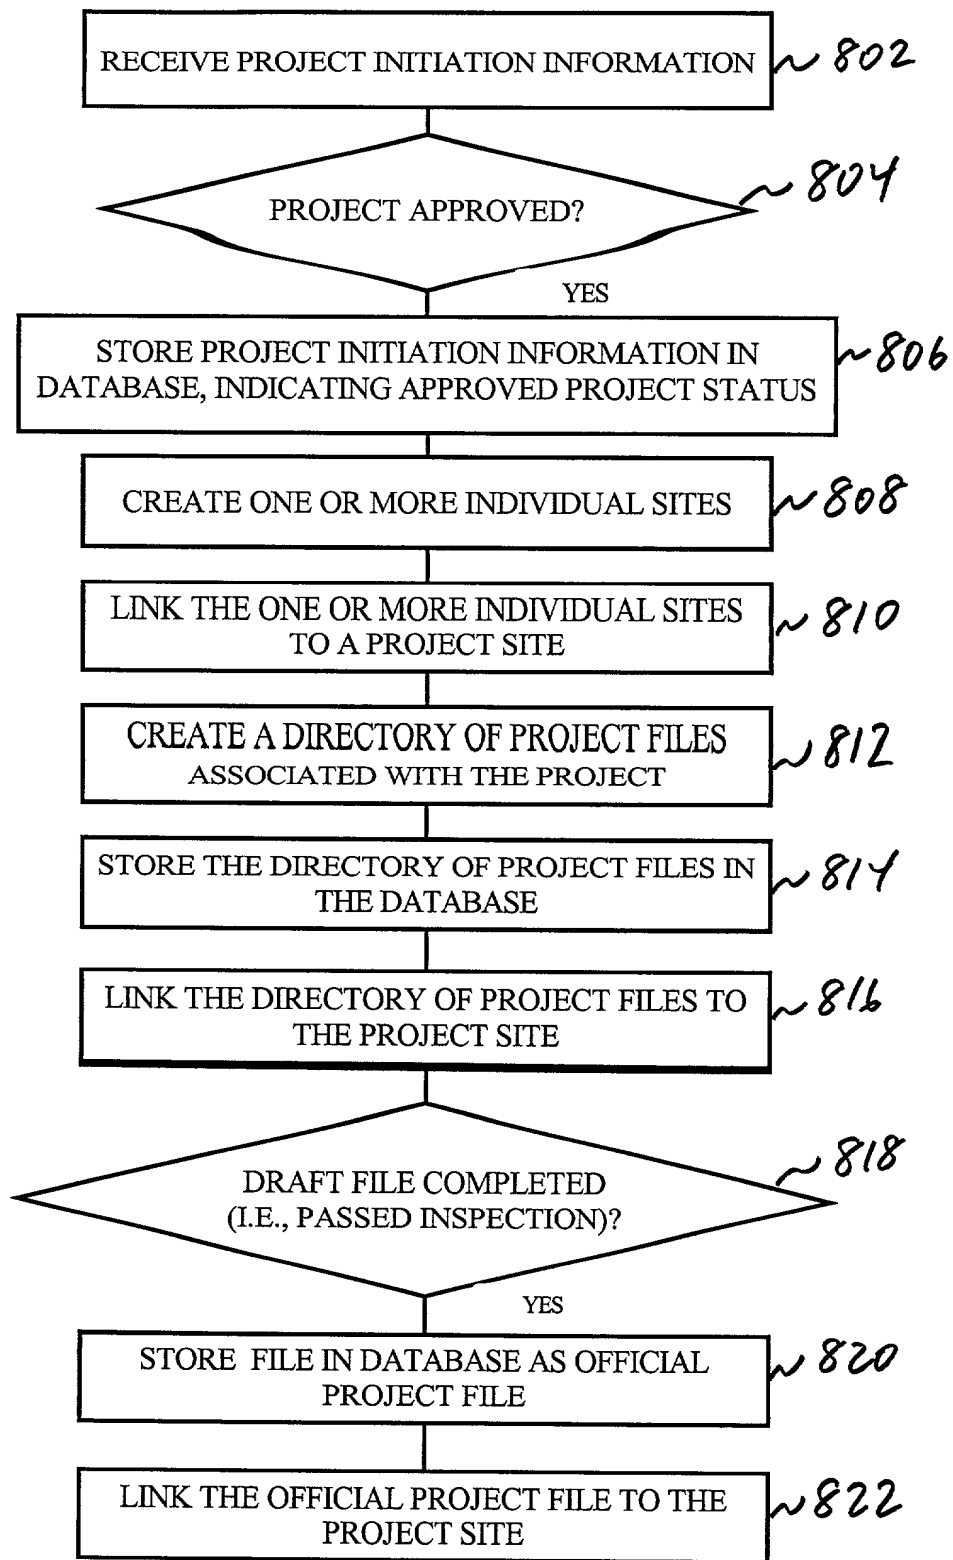 RECEIVE PROJECT INITIATION INFORMATION 802
PROJECT APPROVED? 804
YES
STORE PROJECT INITIATION INFORMATION IN
DATABASE, INDICATING APPROVED PROJECT STATUS 806
CREATE ONE OR MORE INDIVIDUAL SITES 808
LINK THE ONE OR MORE INDIVIDUAL SITES
TO A PROJECT SITE 810
CREATE A DIRECTORY OF PROJECT FILES
ASSOCIATED WITH THE PROJECT 812
STORE THE DIRECTORY OF PROJECT FILES IN
THE DATABASE 814
LINK THE DIRECTORY OF PROJECT FILES TO
THE PROJECT SITE 816
DRAFT FILE COMPLETED
(I.E., PASSED INSPECTION)? 818
YES
STORE FILE IN DATABASE AS OFFICIAL
PROJECT FILE 820
LINK THE OFFICIAL PROJECT FILE TO THE
PROJECT SITE 822